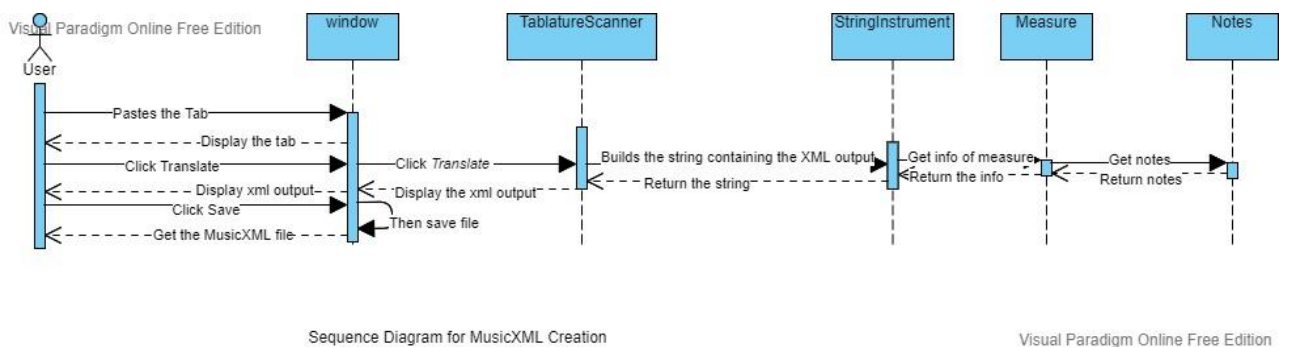 window
TablatureScanner
StringInstrument
Measure
Notes
Visual Paradigm Online Free Edition
User
Pastes the Tab
Display the tab
Click Translate
Click Translate
Builds the string containing the XML output
Get info of measure
Get notes
Display xml output
Display the xml output
Return the string
Return the info
Return notes
Click Save
Then save file
Get the MusicXML file
Sequence Diagram for MusicXML Creation
Visual Paradigm Online Free Edition